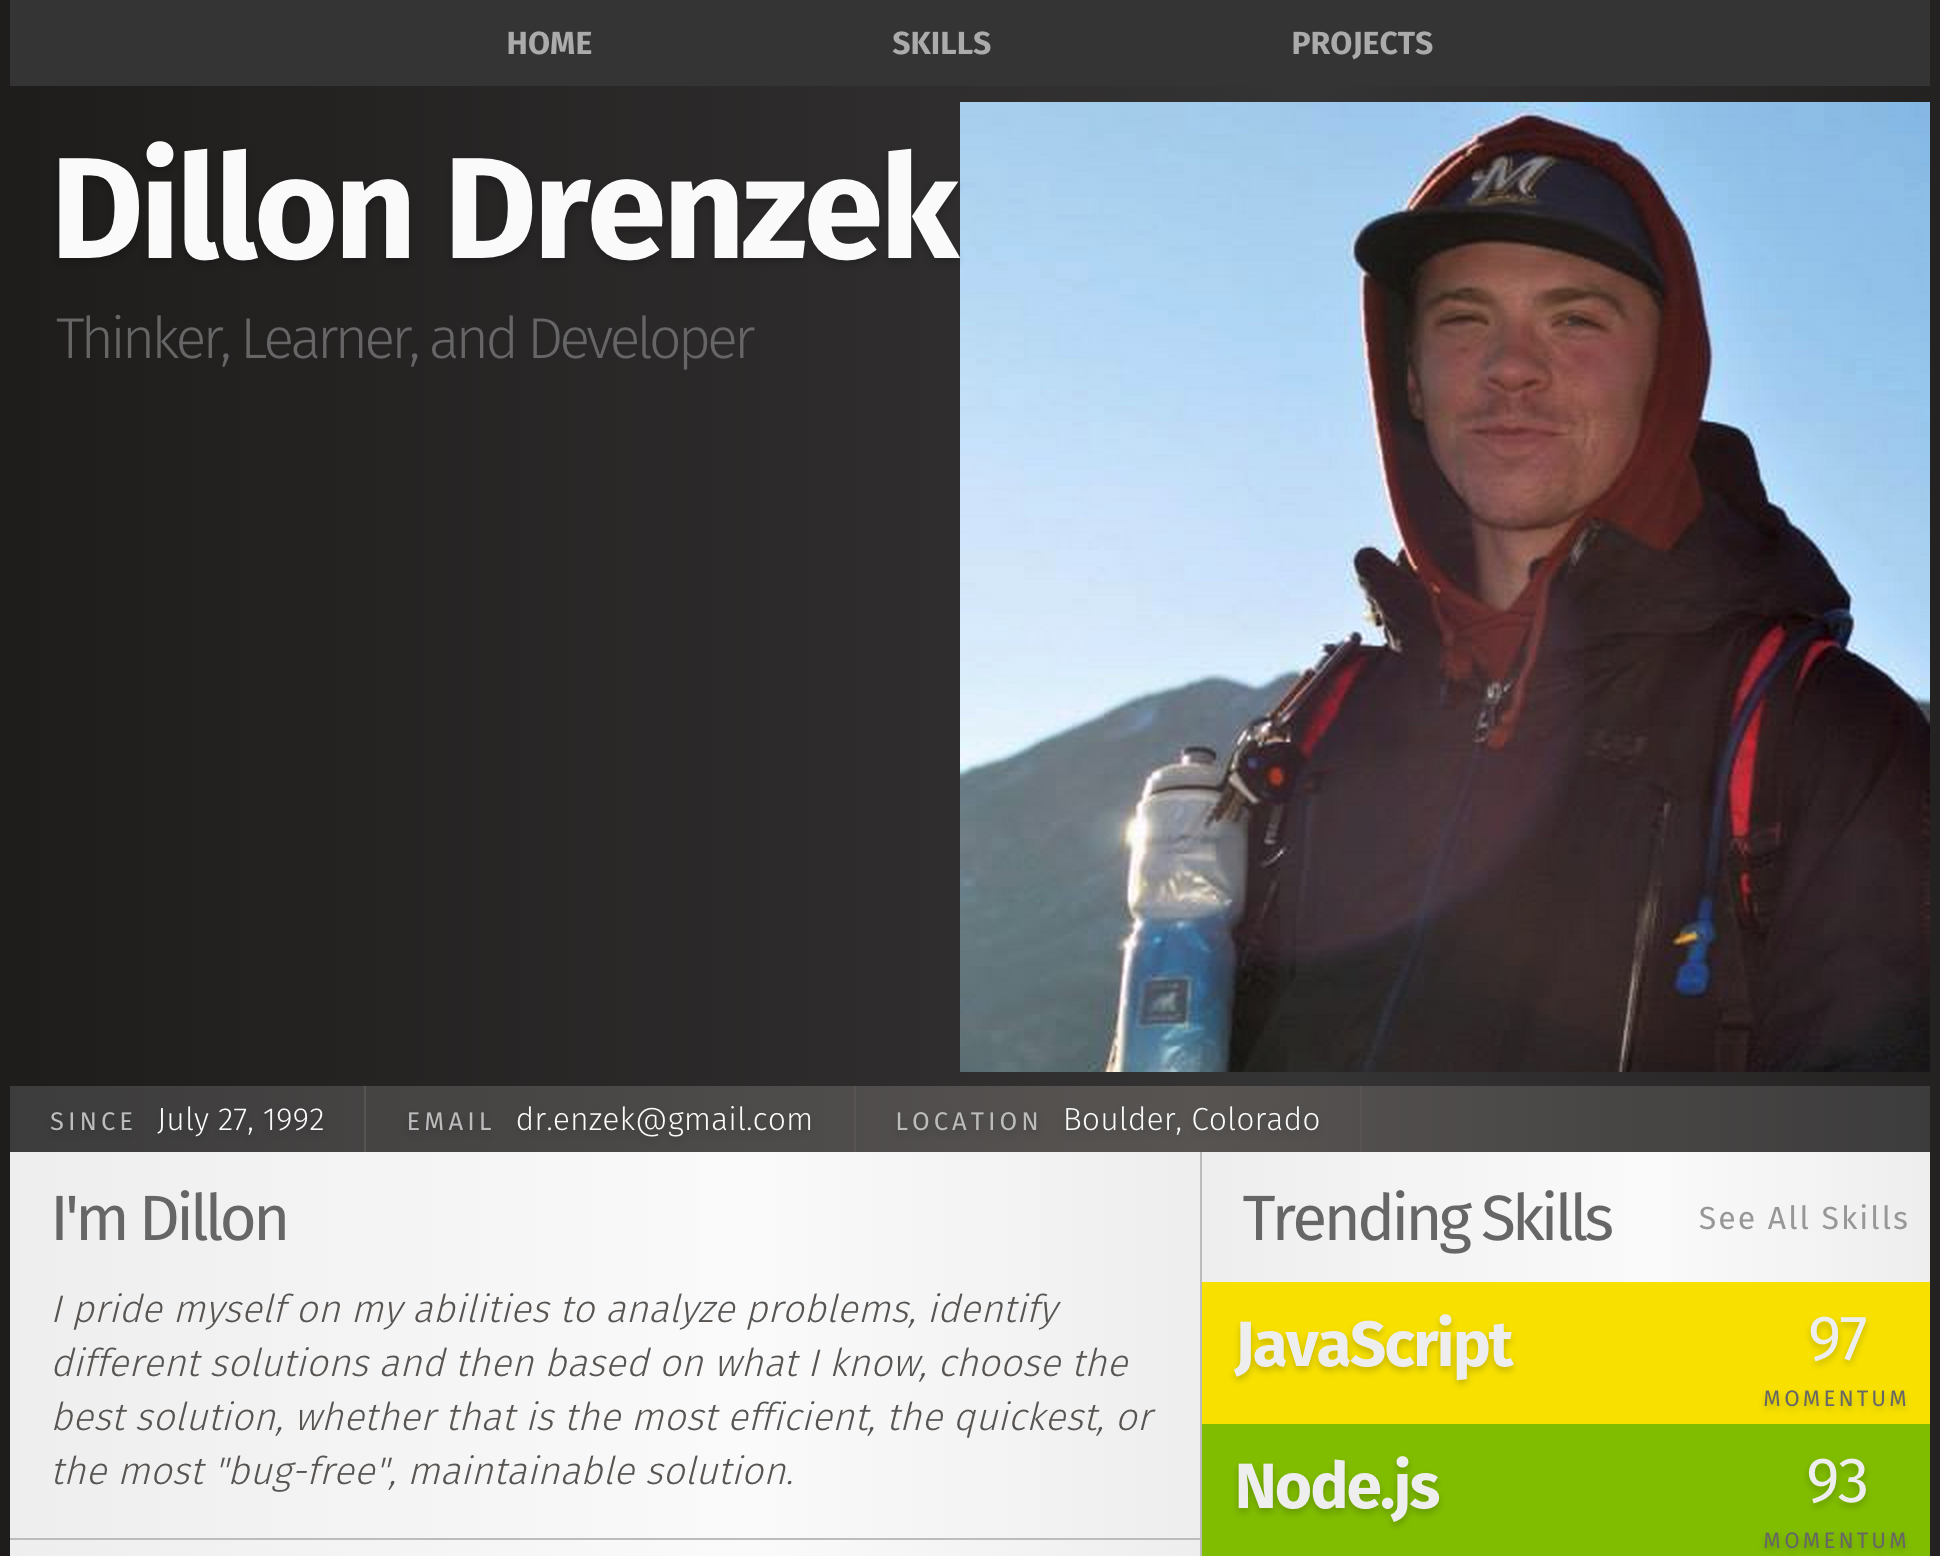 HOME SKILLS PROJECTS
Dillon Drenzek
Thinker, Learner, and Developer
M
SINCE July 27, 1992 EMAIL dr.enzek@gmail.com LOCATION Boulder, Colorado
I'm Dillon
I pride myself on my abilities to analyze problems, identify
different solutions and then based on what I know, choose the
best solution, whether that is the most efficient, the quickest, or
the most "bug-free", maintainable solution.
Trending Skills See All Skills
JavaScript 97
MOMENTUM
Node.js 93
MOMENTUM